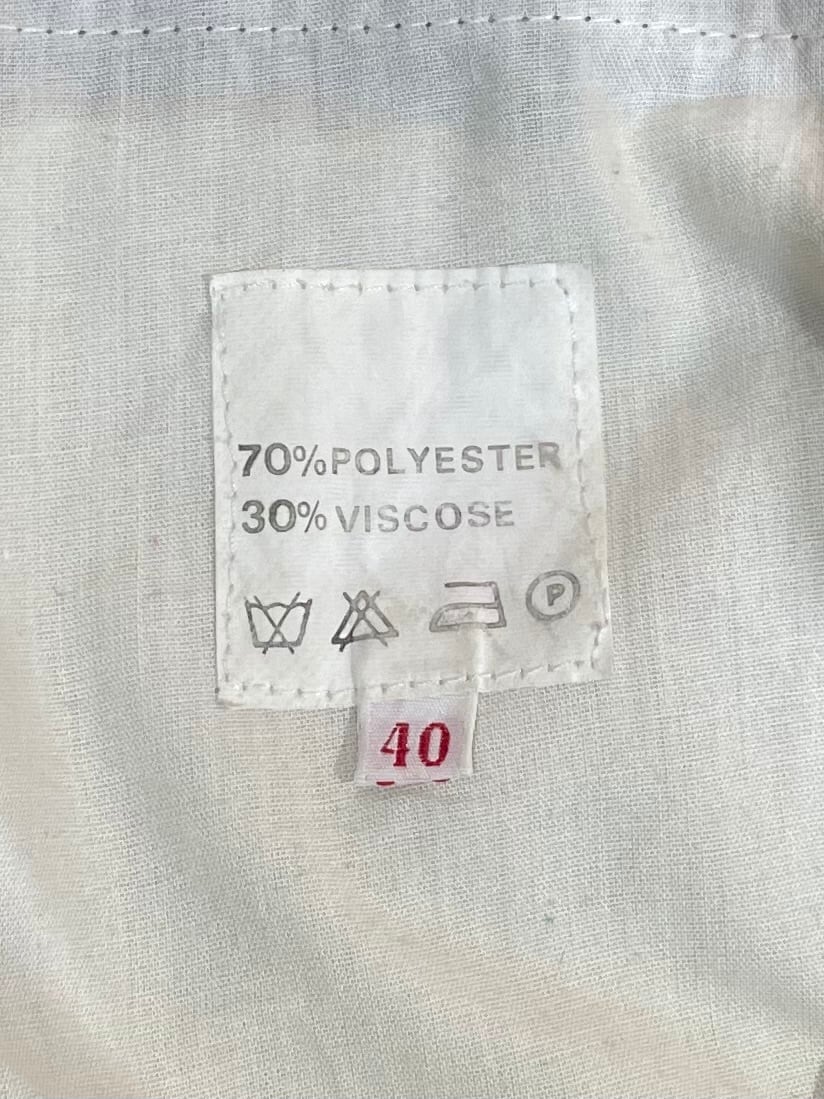 70% POLYESTER
30% VISCOSE
P
40